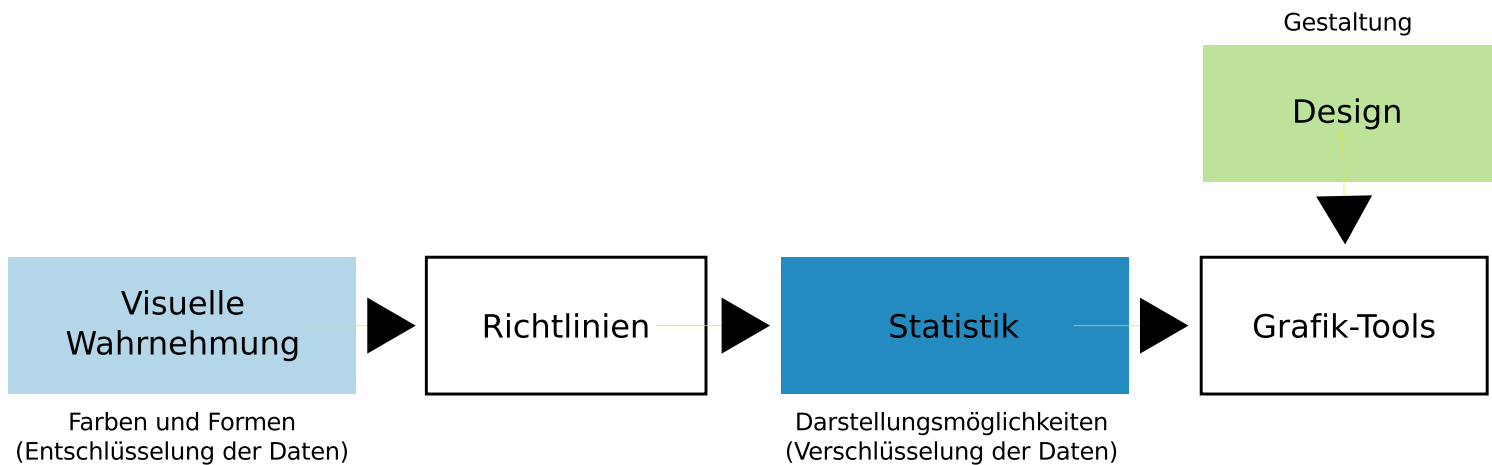 Gestaltung
Design
Visuelle
Wahrnehmung
Richtlinien
Statistik
Grafik-Tools
Farben und Formen
(Entschlüsselung der Daten)
Darstellungsmöglichkeiten
(Verschlüsselung der Daten)